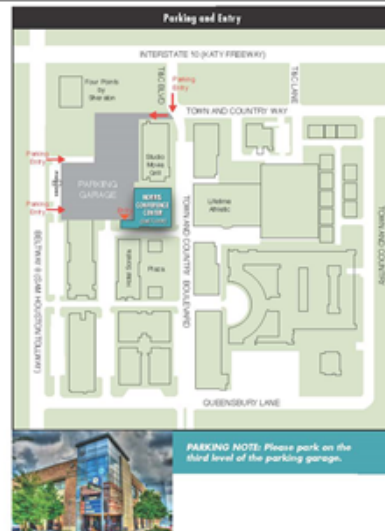 Parking and Entry
INTERSTATE 10 (KATY FREEWAY)
Four Points
by
Sheraton
T&C BLVD
Parking
Entry
T&C LANE
TOWN AND COUNTRY WAY
Studio
Movie
Grill
Parking
Entry
PARKING
GARAGE
Parking
Entry
NORRIS
CONFERENCE
CENTER
Lifetime
Athletic
BELTWAY 8 (SAM HOUSTON TOLLWAY)
Hotel Sorella
Plaza
TOWN AND COUNTRY BOULEVARD
TOWN AND COUNTRY
QUEENSBURY LANE
PARKING NOTE: Please park on the
third level of the parking garage.